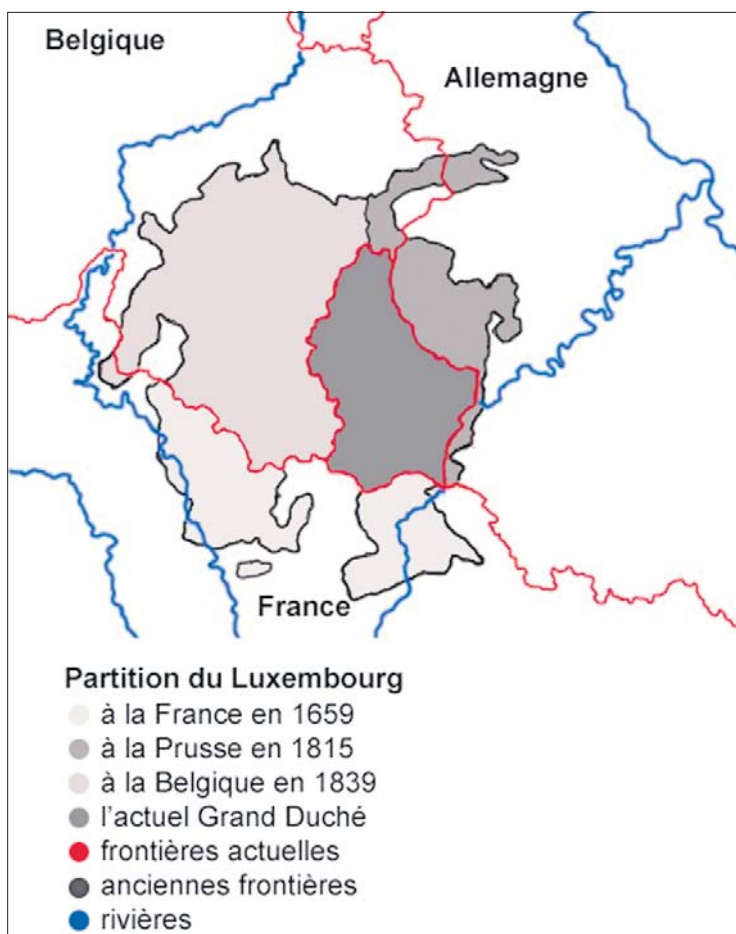 Belgique
Allemagne
France
Partition du Luxembourg
à la France en 1659
à la Prusse en 1815
à la Belgique en 1839
l'actuel Grand Duché
frontières actuelles
anciennes frontières
rivières